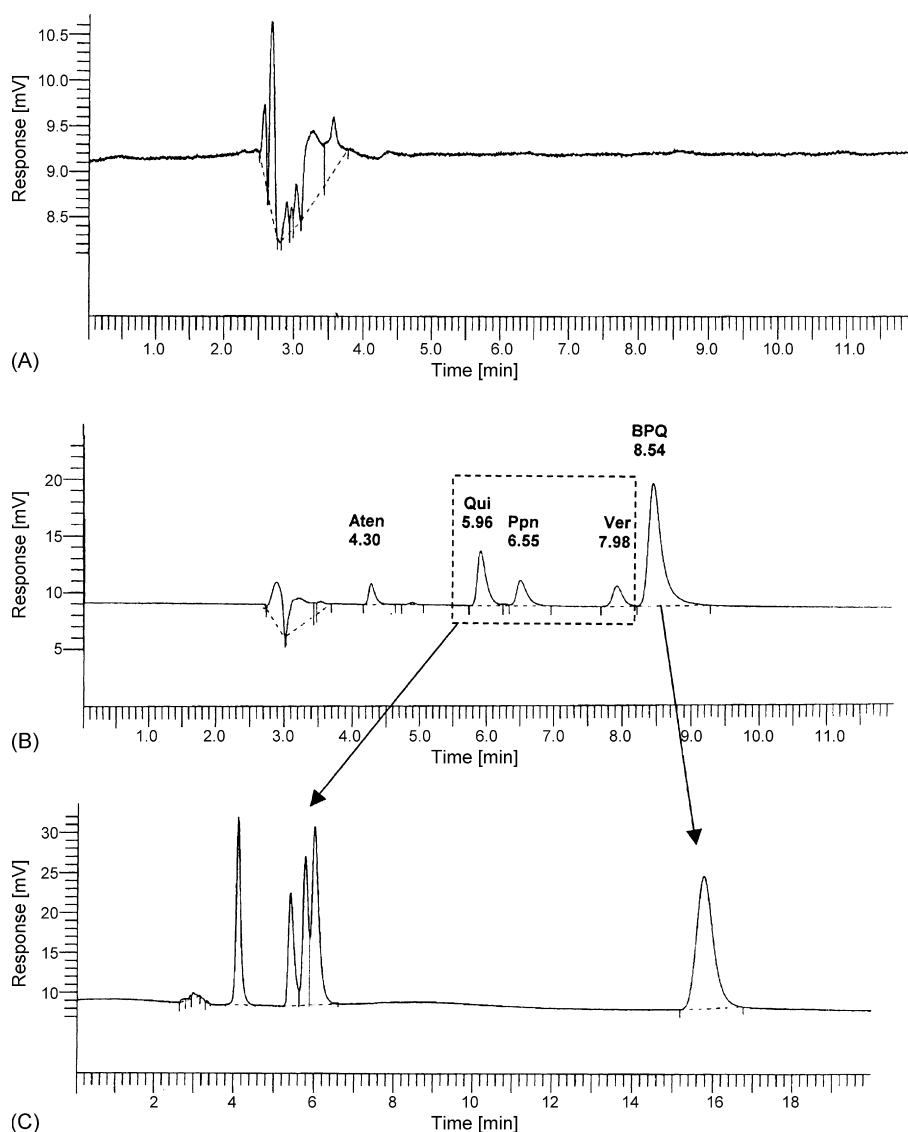 10.5
10.0
9.5
9.0
8.5
Response [mV]
1.0 2.0 3.0 4.0 5.0 6.0 7.0 8.0 9.0 10.0 11.0
Time [min]
(A)
BPQ
8.54
20
15
10
5
Response [mV]
Aten
4.30
Qui
5.96
Ppn
6.55
Ver
7.98
1.0 2.0 3.0 4.0 5.0 6.0 7.0 8.0 9.0 10.0 11.0
Time [min]
(B)
30
25
20
15
10
Response [mV]
2 4 6 8 10 12 14 16 18
Time [min]
(C)